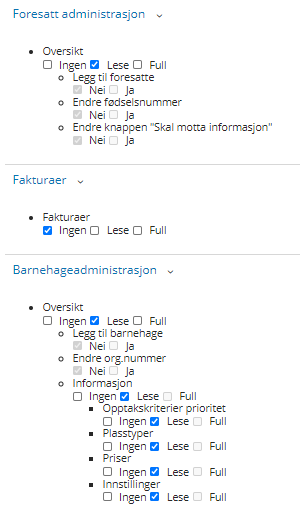 Foresatt administrasjon
Oversikt
Ingen Lese Full
Legg til foresatte
Nei Ja
Endre fødselsnummer
Nei Ja
Endre knappen "Skal motta informasjon"
Nei Ja
Fakturaer
Fakturaer
Ingen Lese Full
Barnehageadministrasjon
Oversikt
Ingen Lese Full
Legg til barnehage
Nei Ja
Endre org.nummer
Nei Ja
Informasjon
Ingen Lese Full
Opptakskriterier prioritet
Ingen Lese Full
Plasstyper
Ingen Lese Full
Priser
Ingen Lese Full
Innstillinger
Ingen Lese Full